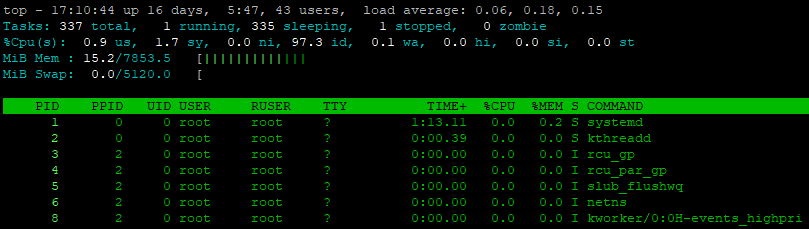 top - 17:10:44 up 16 days,  5:47, 43 users,  load average: 0.06, 0.18, 0.15
Tasks: 337 total,   1 running, 335 sleeping,   1 stopped,   0 zombie
%Cpu(s):  0.9 us,  1.7 sy,  0.0 ni, 97.3 id,  0.1 wa,  0.0 hi,  0.0 si,  0.0 st
MiB Mem : 15.2/7853.5   [||||||||||||||
MiB Swap:  0.0/5120.0   [
PID    PPID   UID USER     RUSER    TTY          TIME+  %CPU  %MEM S COMMAND
1       0     0 root     root     ?          1:13.11   0.0   0.2 S systemd
2       0     0 root     root     ?          0:00.39   0.0   0.0 S kthreadd
3       2     0 root     root     ?          0:00.00   0.0   0.0 I rcu_gp
4       2     0 root     root     ?          0:00.00   0.0   0.0 I rcu_par_gp
5       2     0 root     root     ?          0:00.00   0.0   0.0 I slub_flushwq
6       2     0 root     root     ?          0:00.00   0.0   0.0 I netns
8       2     0 root     root     ?          0:00.00   0.0   0.0 I kworker/0:0H-events_highpri